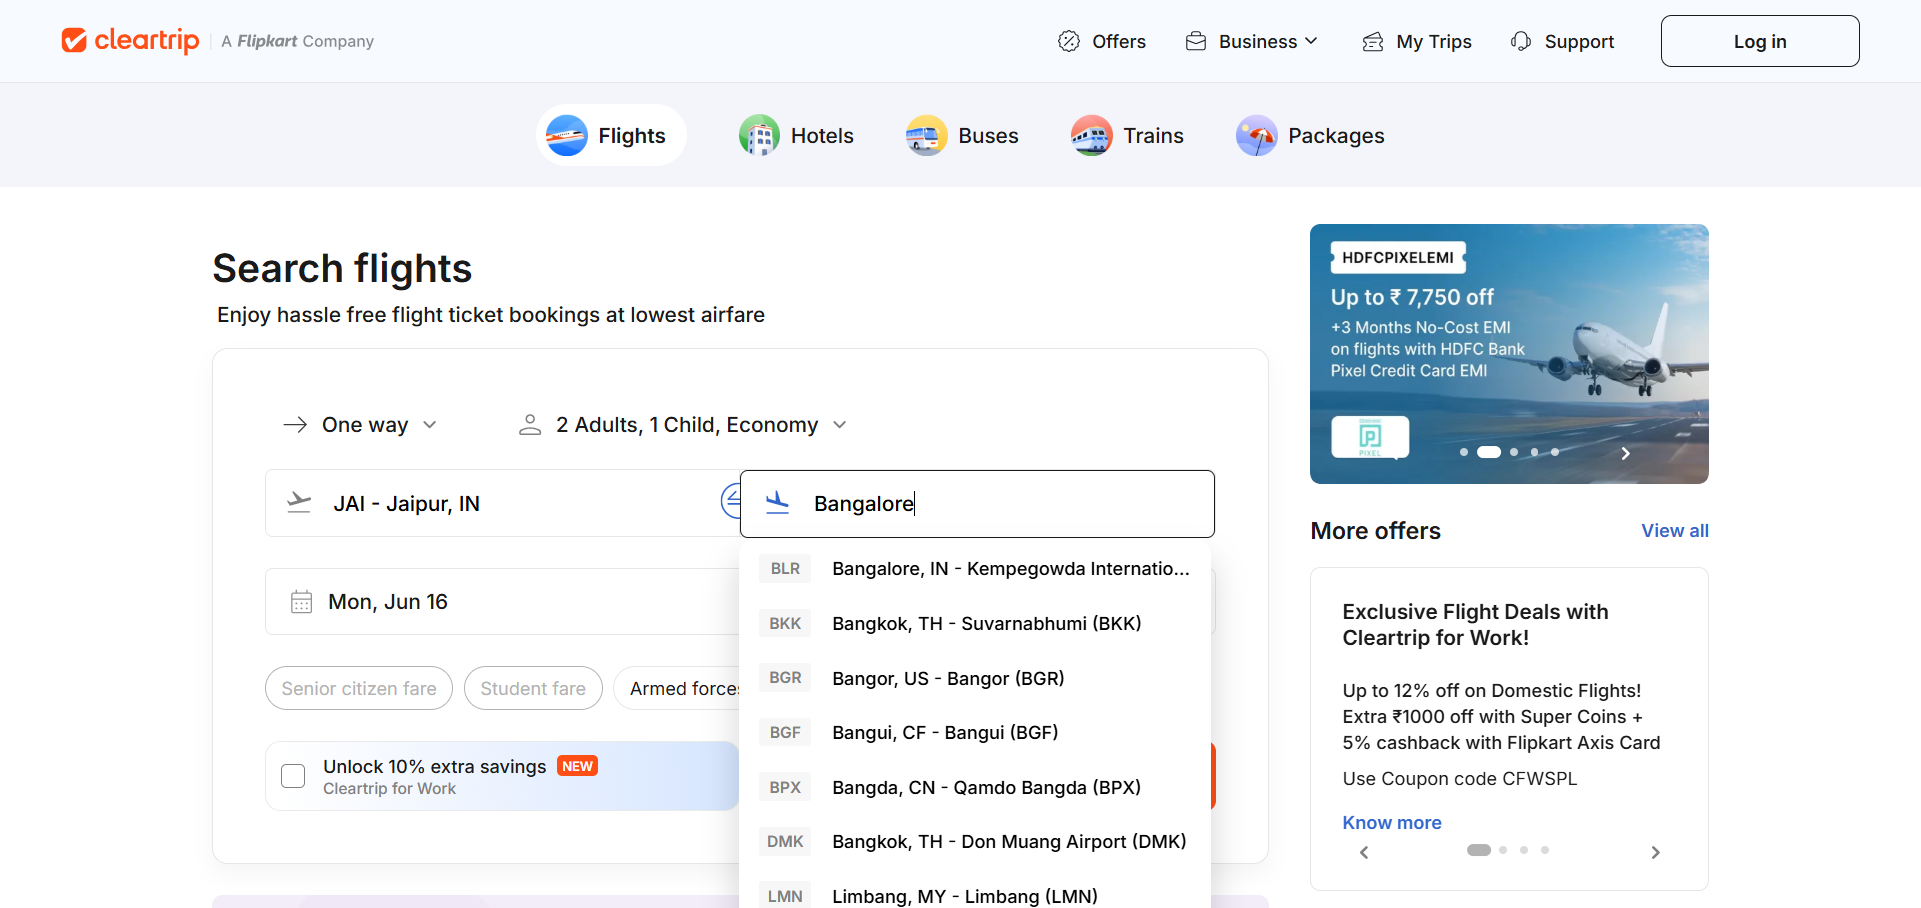 cleartrip
A Flipkart Company
Offers
Business
My Trips
Support
Log in
Flights
Hotels
Buses
Trains
Packages
Search flights
Enjoy hassle free flight ticket bookings at lowest airfare
One way
2 Adults, 1 Child, Economy
JAI - Jaipur, IN
Bangalore
BLR Bangalore, IN - Kempegowda Internatio...
BKK Bangkok, TH - Suvarnabhumi (BKK)
BGR Bangor, US - Bangor (BGR)
BGF Bangui, CF - Bangui (BGF)
BPX Bangda, CN - Qamdo Bangda (BPX)
DMK Bangkok, TH - Don Muang Airport (DMK)
LMN Limbang, MY - Limbang (LMN)
Mon, Jun 16
Senior citizen fare
Student fare
Armed forces
Unlock 10% extra savings NEW
Cleartrip for Work
HDFCPIXELEMI
Up to ₹ 7,750 off
+3 Months No-Cost EMI
on flights with HDFC Bank
Pixel Credit Card EMI
PIXEL
More offers
View all
Exclusive Flight Deals with
Cleartrip for Work!
Up to 12% off on Domestic Flights!
Extra ₹1000 off with Super Coins +
5% cashback with Flipkart Axis Card
Use Coupon code CFWSPL
Know more